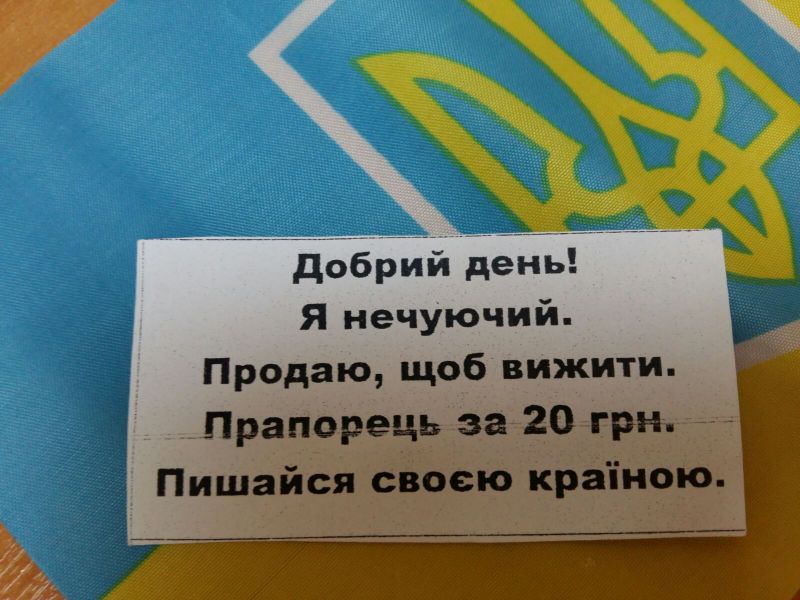 Добрий день!
Я нечуючий.
Продаю, щоб вижити.
Прапорець за 20 грн.
Пишайся своєю країною.